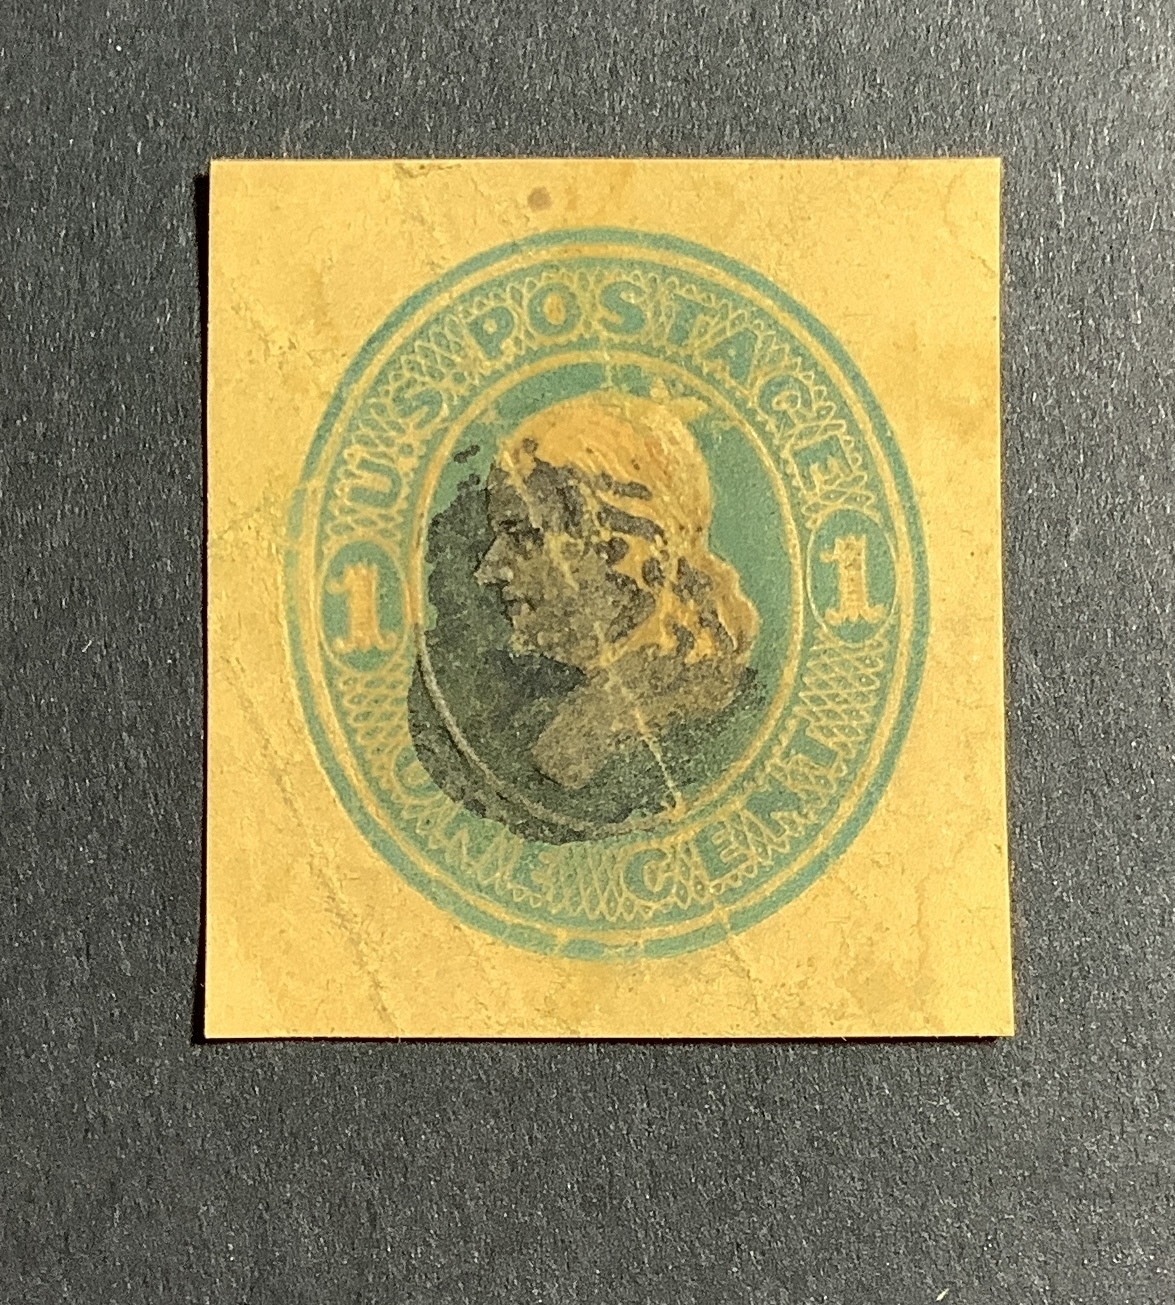 U.S. POSTAGE
1 1
ONE CENT